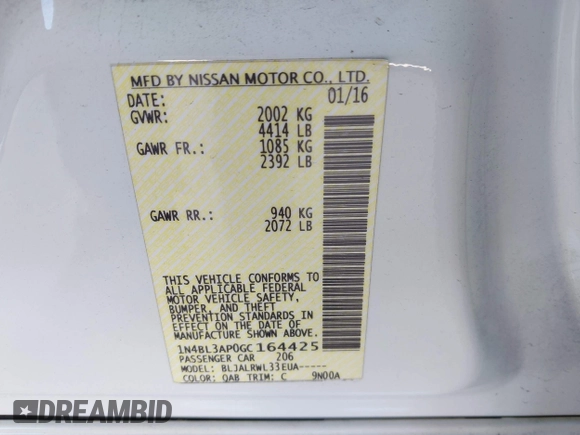 MFD BY NISSAN MOTOR CO., LTD.
DATE: 01/16
GVWR: 2002 KG
4414 LB
GAWR FR.: 1085 KG
2392 LB
GAWR RR.: 940 KG
2072 LB
THIS VEHICLE CONFORMS TO
ALL APPLICABLE FEDERAL
MOTOR VEHICLE SAFETY,
BUMPER, AND THEFT
PREVENTION STANDARDS
IN EFFECT ON THE DATE OF
MANUFACTURE SHOWN ABOVE.
1N4BL3AP0GC164425
PASSENGER CAR 206
MODEL: BLJALRWL33EUA-----
COLOR: QAB TRIM: C 9N00A
© AUTOBIDMASTER